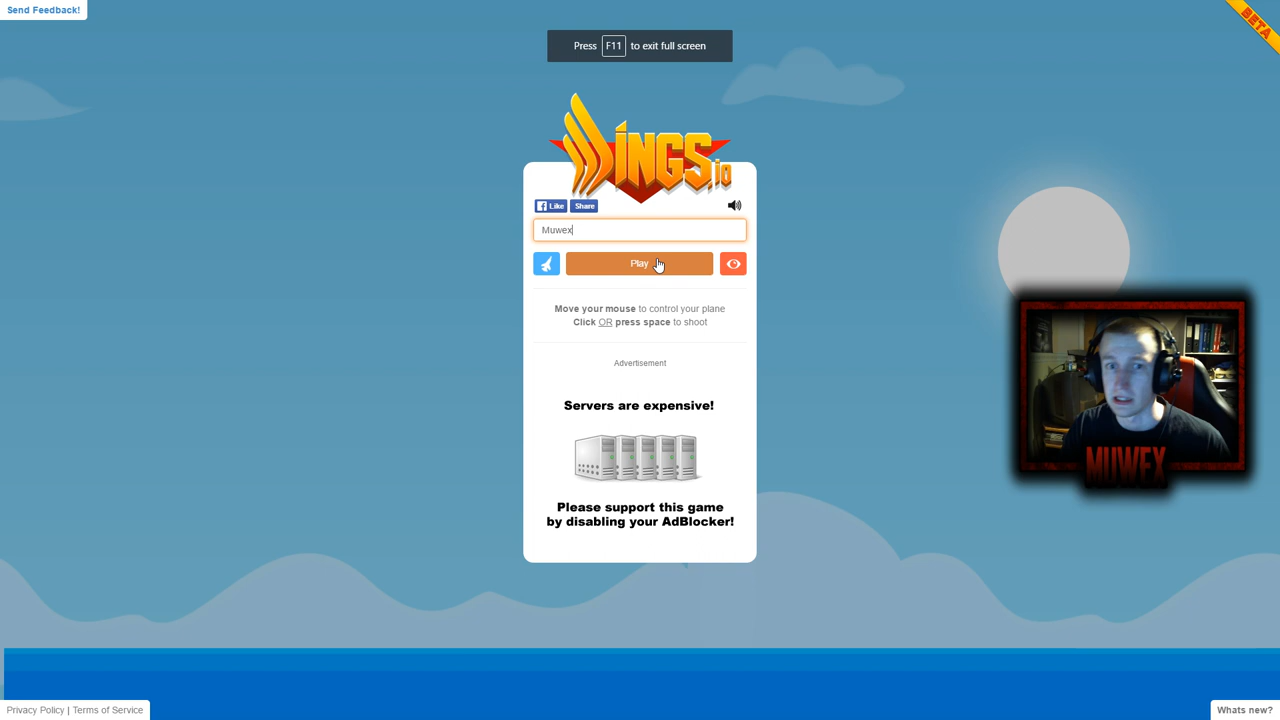 Send Feedback!
BETA
Press F11 to exit full screen
WiNGS.io
Like Share
Muwex
Play
Move your mouse to control your plane
Click OR press space to shoot
Advertisement
Servers are expensive!
MUWEX
Please support this game
by disabling your AdBlocker!
Privacy Policy | Terms of Service
Whats new?